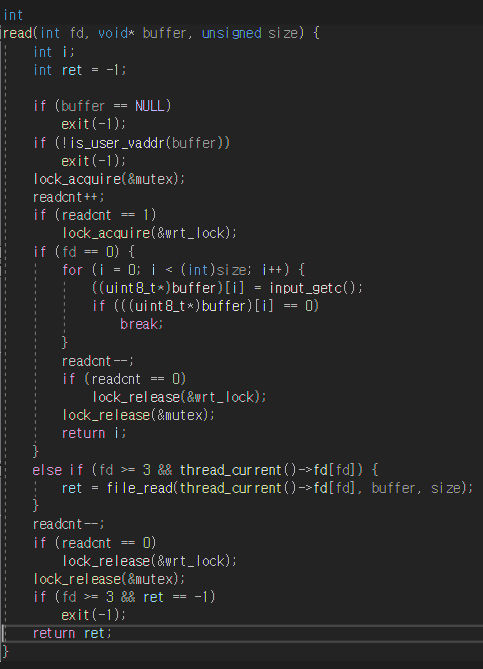 int
read(int fd, void* buffer, unsigned size) {
    int i;
    int ret = -1;

    if (buffer == NULL)
        exit(-1);
    if (!is_user_vaddr(buffer))
        exit(-1);
    lock_acquire(&mutex);
    readcnt++;
    if (readcnt == 1)
        lock_acquire(&wrt_lock);
    if (fd == 0) {
        for (i = 0; i < (int)size; i++) {
            ((uint8_t*)buffer)[i] = input_getc();
            if (((uint8_t*)buffer)[i] == 0)
                break;
        }
        readcnt--;
        if (readcnt == 0)
            lock_release(&wrt_lock);
        lock_release(&mutex);
        return i;
    }
    else if (fd >= 3 && thread_current()->fd[fd]) {
        ret = file_read(thread_current()->fd[fd], buffer, size);
    }
    readcnt--;
    if (readcnt == 0)
        lock_release(&wrt_lock);
    lock_release(&mutex);
    if (fd >= 3 && ret == -1)
        exit(-1);
    return ret;
}